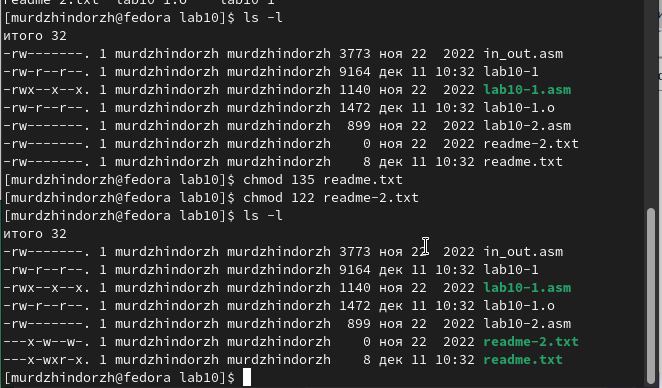 readme-2.txt  lab10-1.o    lab10-1
[murdzhindorzh@fedora lab10]$ ls -l
итого 32
-rw-------. 1 murdzhindorzh murdzhindorzh 3773 ноя 22  2022 in_out.asm
-rw-r--r--. 1 murdzhindorzh murdzhindorzh 9164 дек 11 10:32 lab10-1
-rwx--x--x. 1 murdzhindorzh murdzhindorzh 1140 ноя 22  2022 lab10-1.asm
-rw-r--r--. 1 murdzhindorzh murdzhindorzh 1472 дек 11 10:32 lab10-1.o
-rw-------. 1 murdzhindorzh murdzhindorzh  899 ноя 22  2022 lab10-2.asm
-rw-------. 1 murdzhindorzh murdzhindorzh    0 ноя 22  2022 readme-2.txt
-rw-r--r--. 1 murdzhindorzh murdzhindorzh    8 дек 11 10:32 readme.txt
[murdzhindorzh@fedora lab10]$ chmod 135 readme.txt
[murdzhindorzh@fedora lab10]$ chmod 122 readme-2.txt
[murdzhindorzh@fedora lab10]$ ls -l
итого 32
-rw-------. 1 murdzhindorzh murdzhindorzh 3773 ноя 22  2022 in_out.asm
-rw-r--r--. 1 murdzhindorzh murdzhindorzh 9164 дек 11 10:32 lab10-1
-rwx--x--x. 1 murdzhindorzh murdzhindorzh 1140 ноя 22  2022 lab10-1.asm
-rw-r--r--. 1 murdzhindorzh murdzhindorzh 1472 дек 11 10:32 lab10-1.o
-rw-------. 1 murdzhindorzh murdzhindorzh  899 ноя 22  2022 lab10-2.asm
---x-w--w-. 1 murdzhindorzh murdzhindorzh    0 ноя 22  2022 readme-2.txt
---x-wxr-x. 1 murdzhindorzh murdzhindorzh    8 дек 11 10:32 readme.txt
[murdzhindorzh@fedora lab10]$